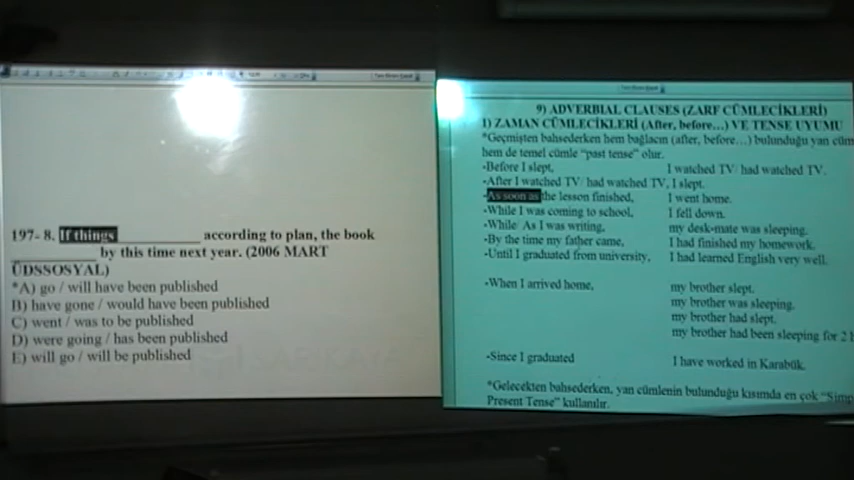 197- 8. If things __________ according to plan, the book
__________ by this time next year. (2006 MART
ÜDSSOSYAL)
*A) go / will have been published
B) have gone / would have been published
C) went / was to be published
D) were going / has been published
E) will go / will be published
9) ADVERBIAL CLAUSES (ZARF CÜMLECİKLERİ)
1) ZAMAN CÜMLECİKLERİ (After, before…) VE TENSE UYUMU
*Geçmişten bahsederken hem bağlacın (after, before…) bulunduğu yan cüm
hem de temel cümle “past tense” olur.
-Before I slept, I watched TV/ had watched TV.
-After I watched TV/ had watched TV, I slept.
-As soon as the lesson finished, I went home.
-While I was coming to school, I fell down.
-While/ As I was writing, my desk-mate was sleeping.
-By the time my father came, I had finished my homework.
-Until I graduated from university, I had learned English very well.
-When I arrived home, my brother slept.
my brother was sleeping.
my brother had slept.
my brother had been sleeping for 2
-Since I graduated I have worked in Karabük.
*Gelecekten bahsederken, yan cümlenin bulunduğu kısımda en çok “Simp
Present Tense” kullanılır.